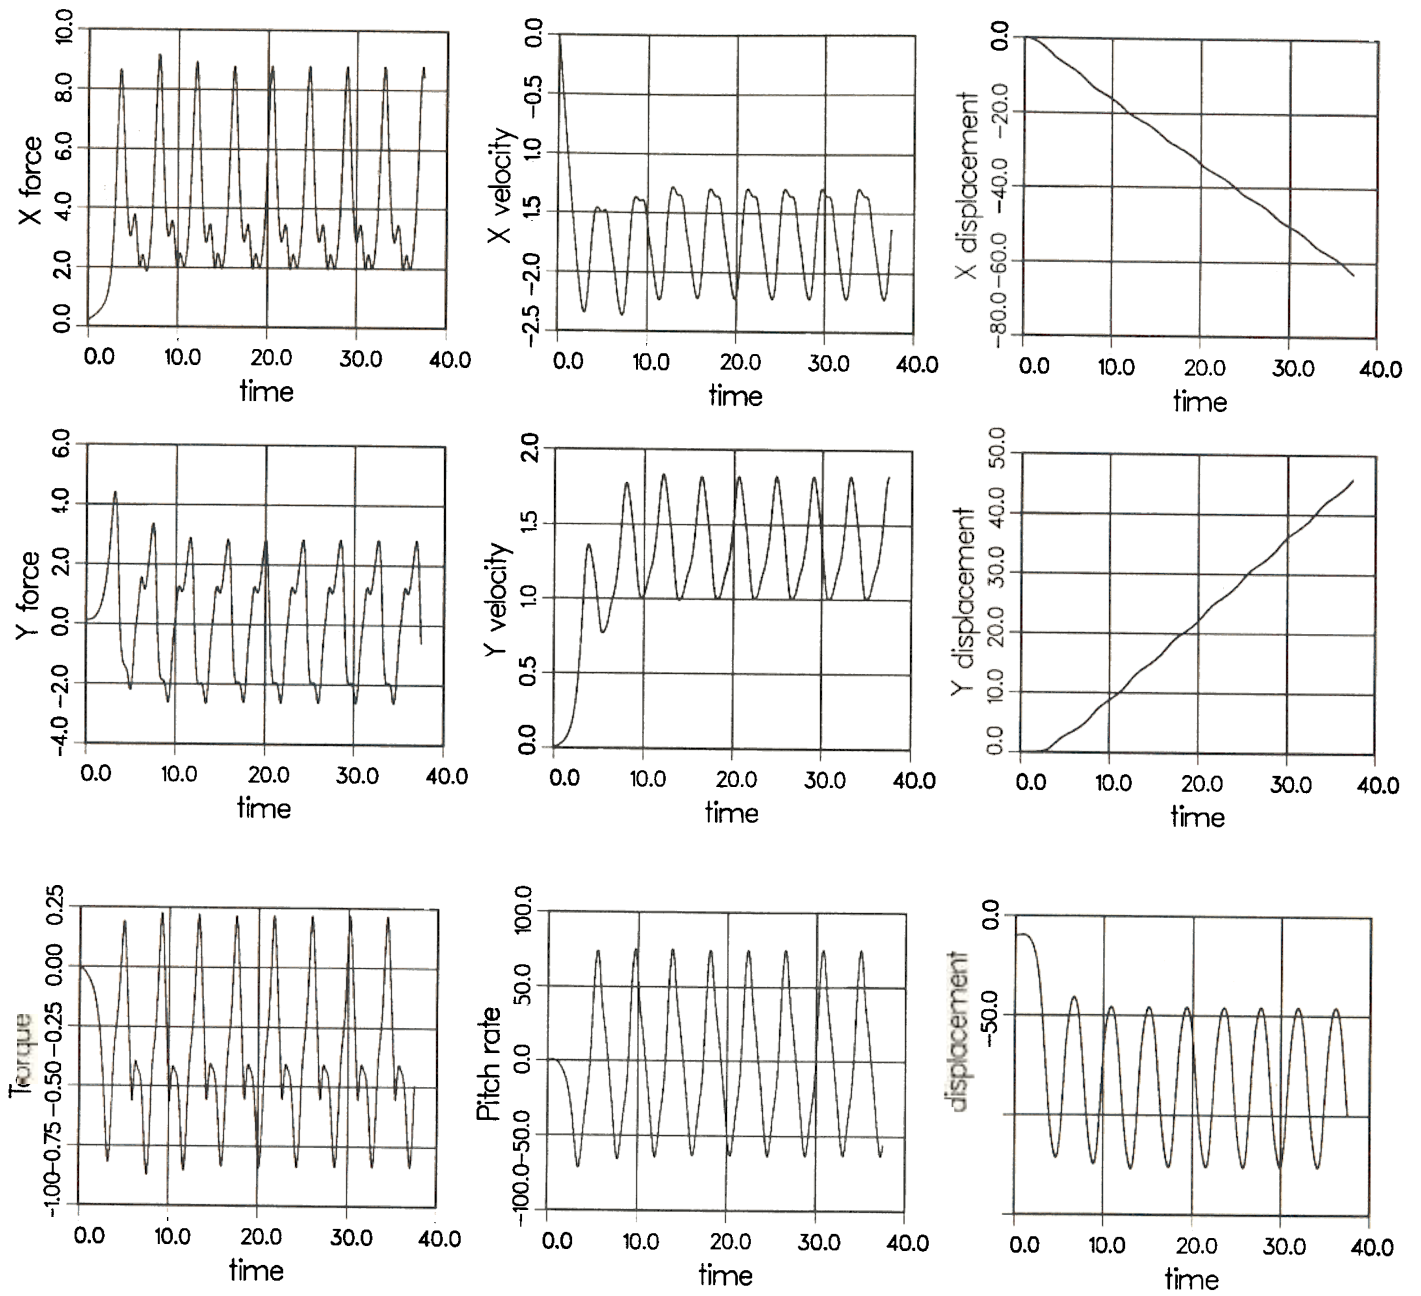 X force
10.0
8.0
6.0
4.0
2.0
0.0
0.0 10.0 20.0 30.0 40.0
time
X velocity
0.0
-0.5
1.0
1.5
-2.0
-2.5
0.0 10.0 20.0 30.0 40.0
time
X displacement
0.0
-20.0
-40.0
-60.0
-80.0
0.0 10.0 20.0 30.0 40.0
time
Y force
6.0
4.0
2.0
0.0
-2.0
-4.0
0.0 10.0 20.0 30.0 40.0
time
Y velocity
2.0
1.5
1.0
0.5
0.0
0.0 10.0 20.0 30.0 40.0
time
Y displacement
50.0
40.0
30.0
20.0
10.0
0.0
0.0 10.0 20.0 30.0 40.0
time
Torque
0.25
0.00
-0.25
-0.50
-0.75
-1.00
0.0 10.0 20.0 30.0 40.0
time
Pitch rate
100.0
50.0
0.0
-50.0
-100.0
0.0 10.0 20.0 30.0 40.0
time
displacement
0.0
-50.0
0.0 10.0 20.0 30.0 40.0
time